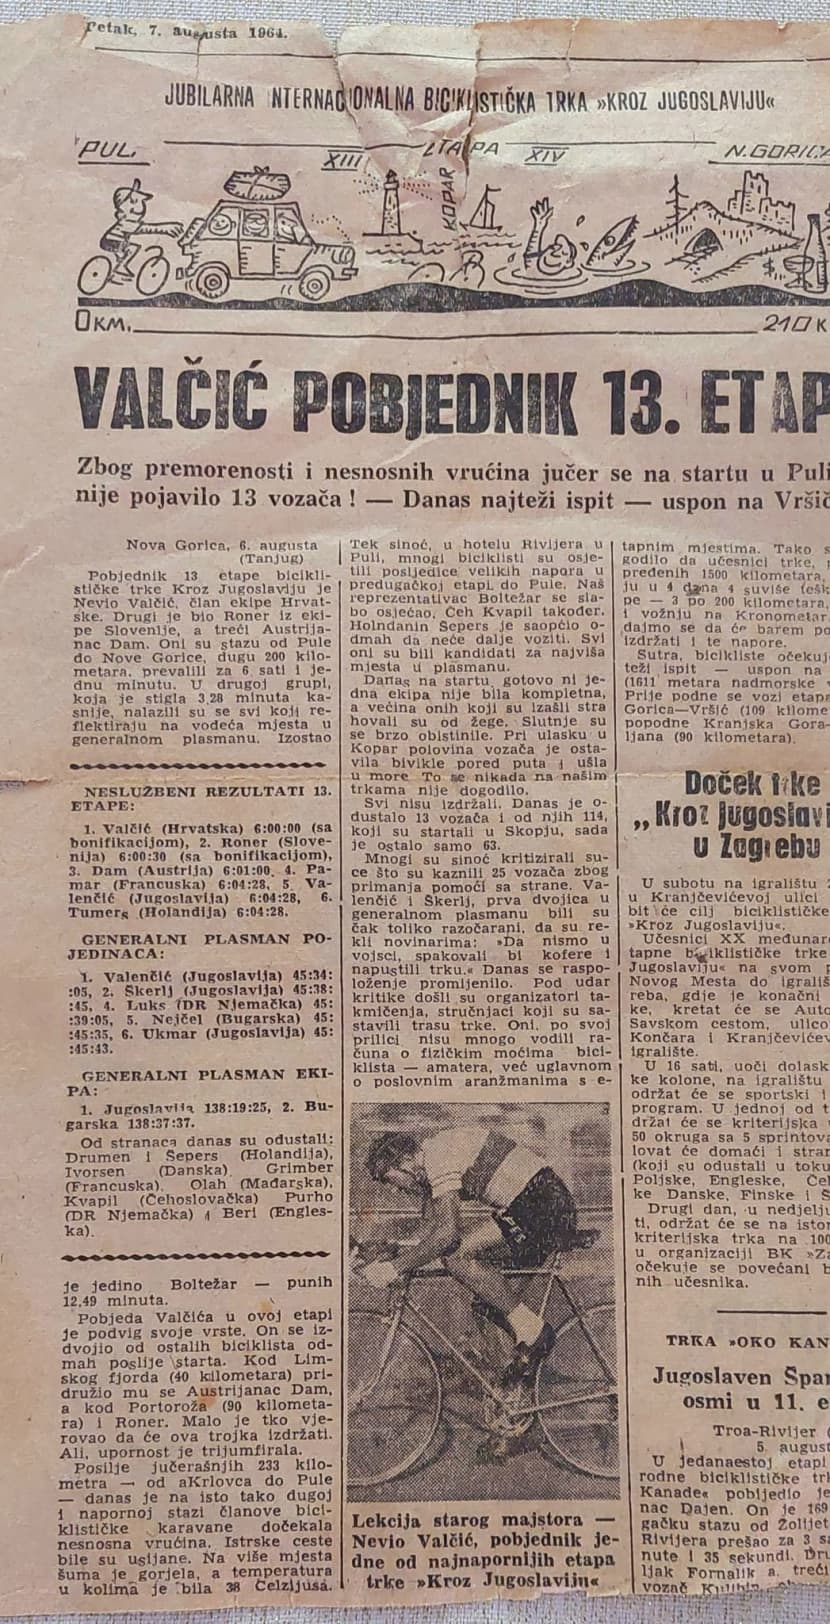 Petak, 7. augusta 1964.
JUBILARNA INTERNACIONALNA BICIKLISTIČKA TRKA »KROZ JUGOSLAVIJU«
PUL.
XIII
ETAPA
XIV
N. GORICA
KOPAR
0 KM.
210 K
VALČIĆ POBJEDNIK 13. ETAP
Zbog premorenosti i nesnosnih vrućina jučer se na startu u Puli
nije pojavilo 13 vozača! — Danas najteži ispit — uspon na Vršič
Nova Gorica, 6. augusta
(Tanjug)
Pobjednik 13 etape bicikli-
stičke trke Kroz Jugoslaviju je
Nevio Valčić, član ekipe Hrvat-
ske. Drugi je bio Roner iz eki-
pe Slovenije, a treći Austrija-
nac Dam. Oni su stazu od Pule
do Nove Gorice, dugu 200 kilo-
metara, prevalili za 6 sati i je-
dnu minutu. U drugoj grupi,
koja je stigla 3,28 minuta ka-
snije, nalazili su se svi koji re-
flektiraju na vodeća mjesta u
generalnom plasmanu. Izostao
NESLUŽBENI REZULTATI 13.
ETAPE:
1. Valčić (Hrvatska) 6:00:00 (sa
bonifikacijom), 2. Roner (Slove-
nija) 6:00:30 (sa bonifikacijom),
3. Dam (Austrija) 6:01:00, 4. Pa-
mar (Francuska) 6:04:28, 5. Va-
lenčić (Jugoslavija) 6:04:28, 6.
Tumers (Holandija) 6:04:28.
GENERALNI PLASMAN PO-
JEDINACA:
1. Valenčić (Jugoslavija) 45:34:
:05, 2. Škerlj (Jugoslavija) 45:38:
:45, 4. Luks (DR Njemačka) 45:
:39:05, 5. Nejčel (Bugarska) 45:
:45:35, 6. Ukmar (Jugoslavija) 45:
:45:43.
GENERALNI PLASMAN EKI-
PA:
1. Jugoslavija 138:19:25, 2. Bu-
garska 138:37:37.
Od stranaca danas su odustali:
Drumen i Šepers (Holandija),
Ivorsen (Danska), Grimber
(Francuska), Olah (Mađarska),
Kvapil (Čehoslovačka) Purho
(DR Njemačka) i Beri (Engles-
ka).
je jedino Boltežar — punih
12,49 minuta.
Pobjeda Valčića u ovoj etapi
je podvig svoje vrste. On se iz-
dvojio od ostalih biciklista od-
mah poslije starta. Kod Lim-
skog fjorda (40 kilometara) pri-
družio mu se Austrijanac Dam,
a kod Portoroža (90 kilometa-
ra) i Roner. Malo je tko vje-
rovao da će ova trojka izdržati.
Ali, upornost je trijumfirala.
Posilje jučerašnjih 233 kilo-
metra — od aKrlovca do Pule
— danas je na isto tako dugoj
i napornoj stazi članove bici-
klističke karavane dočekala
nesnosna vrućina. Istrske ceste
bile su usijane. Na više mjesta
šuma je gorjela, a temperatura
u kolima je bila 38 Celzijusa.
Tek sinoć, u hotelu Rivijera u
Puli, mnogi biciklisti su osje-
tili posljedice velikih napora u
predugačkoj etapi do Pule. Naš
reprezentativac Boltežar se sla-
bo osjećao, Čeh Kvapil također.
Holndanin Šepers je saopćio o-
dmah da neće dalje voziti. Svi
oni su bili kandidati za najviša
mjesta u plasmanu.
Danas na startu gotovo ni je-
dna ekipa nije bila kompletna,
a većina onih koji su izašli stra
hovali su od žege. Slutnje su
se brzo obistinile. Pri ulasku u
Kopar polovina vozača je osta-
vila bivikle pored puta i ušla
u more. To se nikada na našim
trkama nije dogodilo.
Svi nisu izdržali. Danas je o-
dustalo 13 vozača i od njih 114,
koji su startali u Skopju, sada
je ostalo samo 63.
Mnogi su sinoć kritizirali su-
ce što su kaznili 25 vozača zbog
primanja pomoći sa strane. Va-
lenčić i Škerlj, prva dvojica u
generalnom plasmanu bili su
čak toliko razočarani, da su re-
kli novinarima: »Da nismo u
vojsci, spakovali bi kofere i
napustili trku.« Danas se raspo-
loženje promijenilo. Pod udar
kritike došli su organizatori ta-
kmičenja, stručnjaci koji su sa-
stavili trasu trke. Oni, po svoj
prilici nisu mnogo vodili ra-
čuna o fizičkim moćima bici-
klista — amatera, već uglavnom
o poslovnim aranžmanima s e-
Lekcija starog majstora —
Nevio Valčić, pobjednik je-
dne od najnapornijih etapa
trke »Kroz Jugoslaviju«
tapnim mjestima. Tako s
godilo da učesnici trke,
pređenih 1500 kilometara,
ju u 4 dana 4 suviše tešk
pe — 3 po 200 kilometara,
i vožnju na Kronometar
dajmo se da će barem po
izdržati i te napore.
Sutra, bicikliste očekuj
teži ispit — uspon na
(1611 metara nadmorske v
Prije podne se vozi etapa
Gorica—Vršič (109 kilome
popodne Kranjska Gora-
ljana (90 kilometara).
Doček trke
„Kroz Jugoslavi
u Zagrebu
U subotu na igralištu
u Kranjčevićevoj ulici
bit će cilj biciklističke
»Kroz Jugoslaviju«.
Učesnici XX međunar
tapne biciklističke trke
Jugoslaviju« na svom p
Novog Mesta do igrališ
reba, gdje je konačni
ke, kretat će se Auto
Savskom cestom, ulico
Končara i Kranjčevićev
igralište.
U 16 sati, uoči dolask
ke kolone, na igralištu
održat će se sportski i
program. U jednoj od t
držat će se kriterijska
50 okruga sa 5 sprintova
lovat će domaći i stran
(koji su odustali u toku
Poljske, Engleske, Čeh
ke Danske, Finske i Š
Drugi dan, u nedjelju
ti, održat će se na istom
kriterijska trka na 100
u organizaciji BK »Za
očekuje se povećani b
nih učesnika.
TRKA »OKO KAN
Jugoslaven Špar
osmi u 11. e
Troa-Rivijer (
5. august
U jedanaestoj etapi
rodne biciklističke trk
Kanade« pobijedio je
nac Dajen. On je 169
gačku stazu od Žolijet
Rivijera prešao za 3 sa
nute i 35 sekundi. Dru
ljak Fornalik a treći
vozač